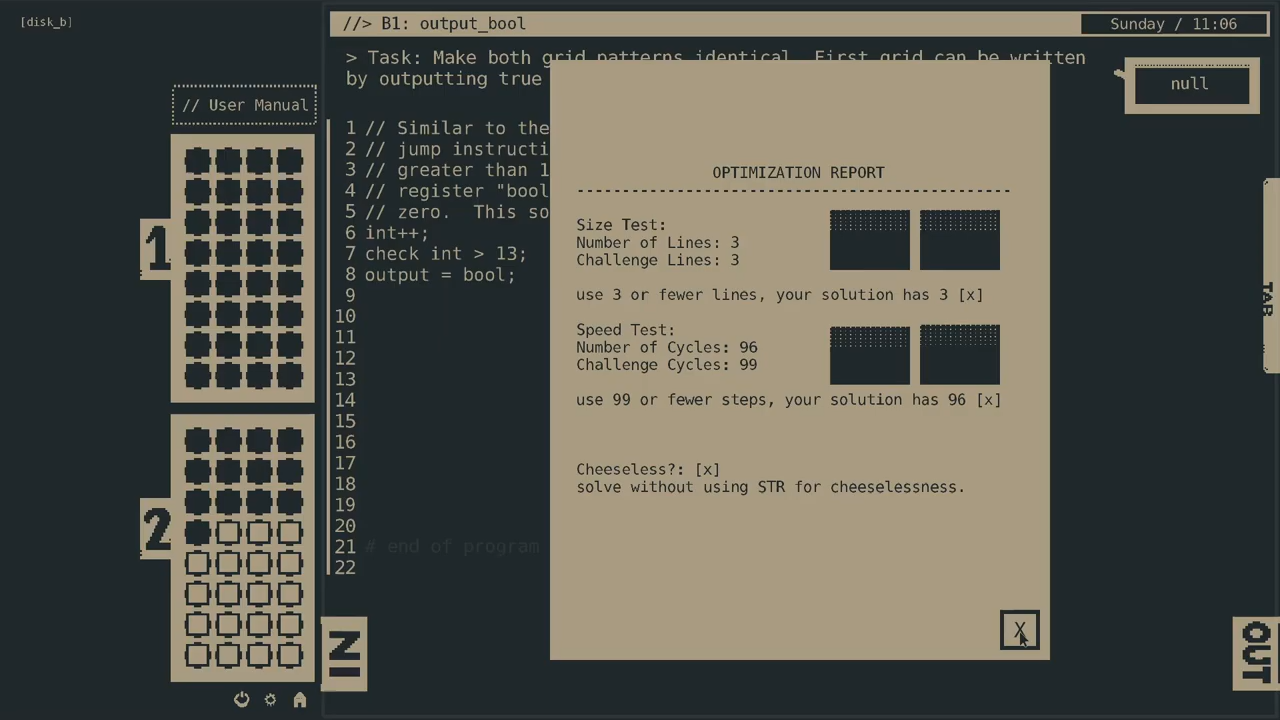 [disk_b]
//> B1: output_bool
Sunday / 11:06
> Task: Make both grid patterns identical. First grid can be written
by outputting true
null
// User Manual
1 // Similar to the
2 // jump instructi
3 // greater than 1
4 // register "bool
5 // zero. This so
6 int++;
7 check int > 13;
8 output = bool;
9
10
11
12
13
14
15
16
17
18
19
20
21 # end of program
22
1
2
OPTIMIZATION REPORT
Size Test:
Number of Lines: 3
Challenge Lines: 3
use 3 or fewer lines, your solution has 3 [x]
Speed Test:
Number of Cycles: 96
Challenge Cycles: 99
use 99 or fewer steps, your solution has 96 [x]
Cheeseless?: [x]
solve without using STR for cheeselessness.
X
TAB
IN
OUT